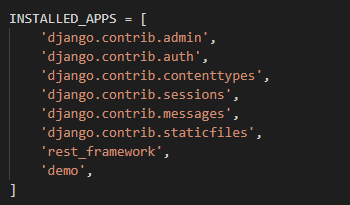 INSTALLED_APPS = [
    'django.contrib.admin',
    'django.contrib.auth',
    'django.contrib.contenttypes',
    'django.contrib.sessions',
    'django.contrib.messages',
    'django.contrib.staticfiles',
    'rest_framework',
    'demo',
]